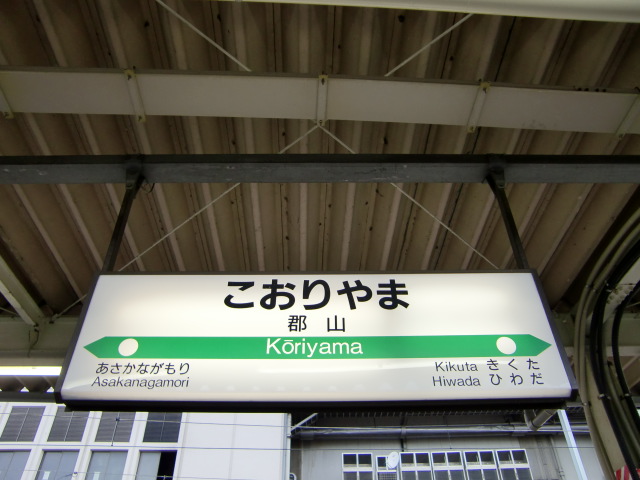 こおりやま
郡山
Kōriyama
あさかながもり
Asakanagamori
Kikuta きくた
Hiwada ひわだ